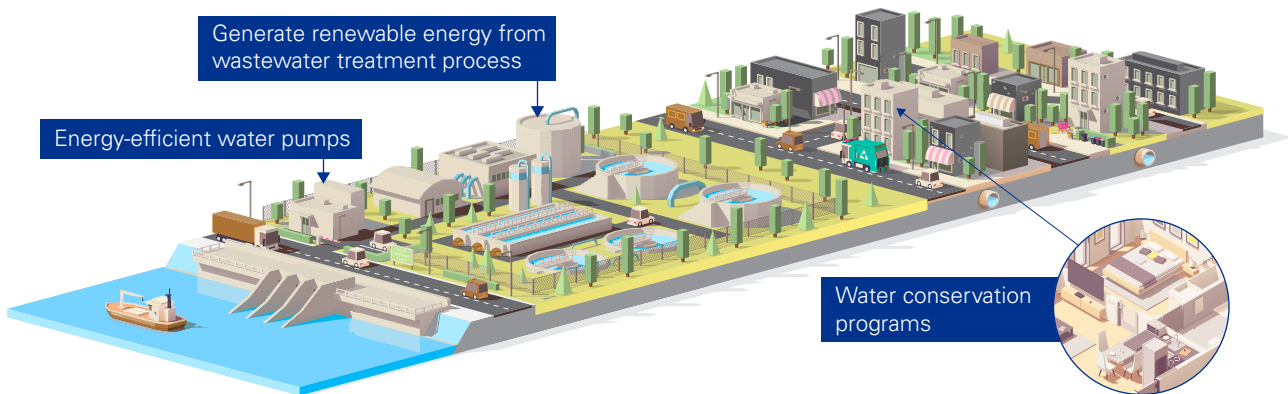 Generate renewable energy from
wastewater treatment process
Energy-efficient water pumps
Water conservation
programs